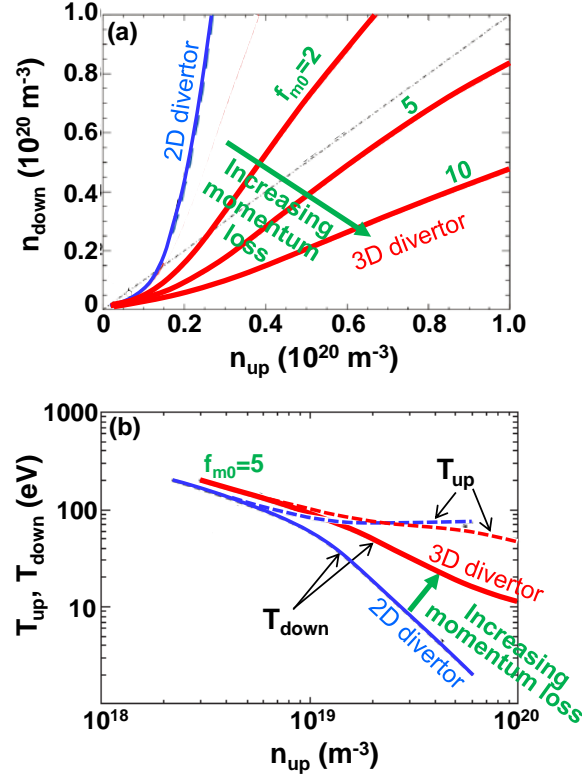 (a)
1.0
0.8
0.6
0.4
0.2
0
n_down (10^20 m^-3)
2D divertor
f_m0=2
5
10
Increasing
momentum
loss
3D divertor
0 0.2 0.4 0.6 0.8 1.0
n_up (10^20 m^-3)
(b)
1000
100
10
T_up, T_down (eV)
f_m0=5
T_up
3D divertor
T_down
2D divertor
Increasing
momentum loss
10^18 10^19 10^20
n_up (m^-3)